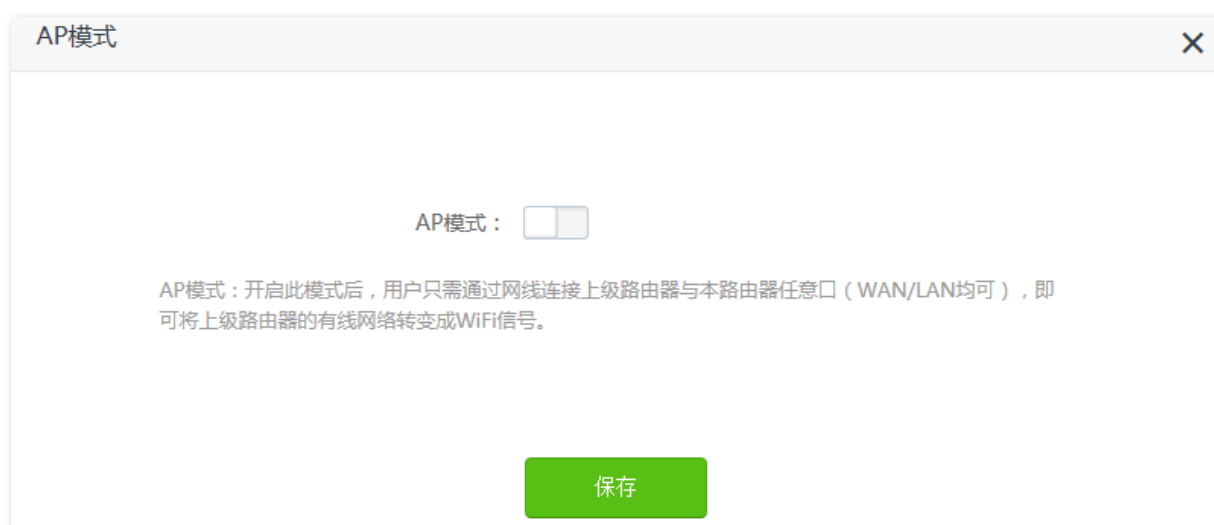 AP模式
AP模式：
AP模式：开启此模式后，用户只需通过网线连接上级路由器与本路由器任意口（WAN/LAN均可），即
可将上级路由器的有线网络转变成WiFi信号。
保存